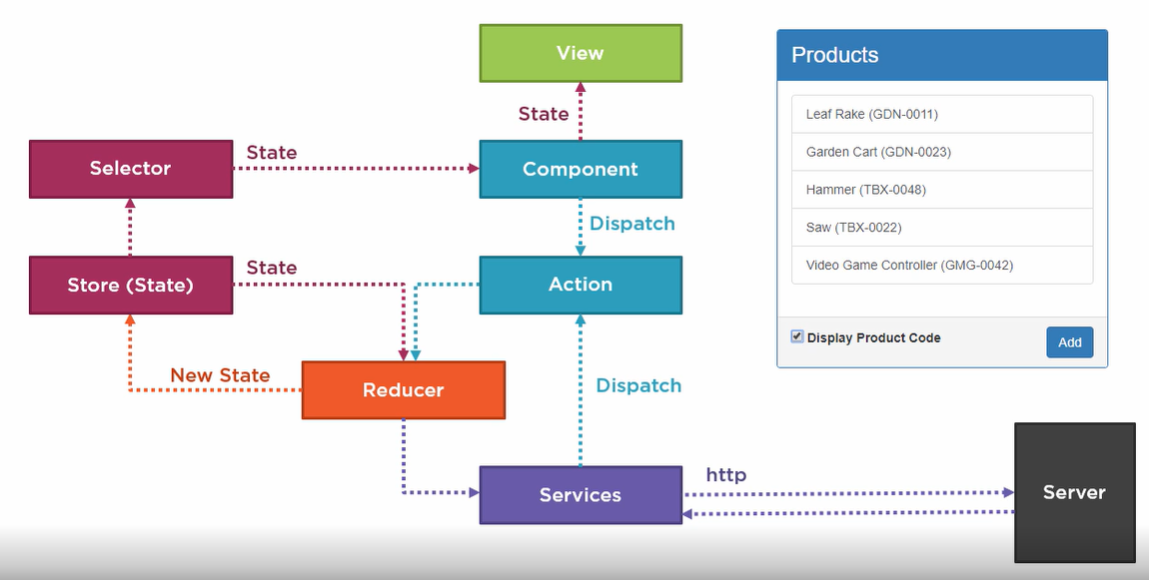 View
State
Selector
State
Component
Dispatch
Store (State)
State
Action
New State
Reducer
Dispatch
Services
http
Server
Products
Leaf Rake (GDN-0011)
Garden Cart (GDN-0023)
Hammer (TBX-0048)
Saw (TBX-0022)
Video Game Controller (GMG-0042)
Display Product Code
Add